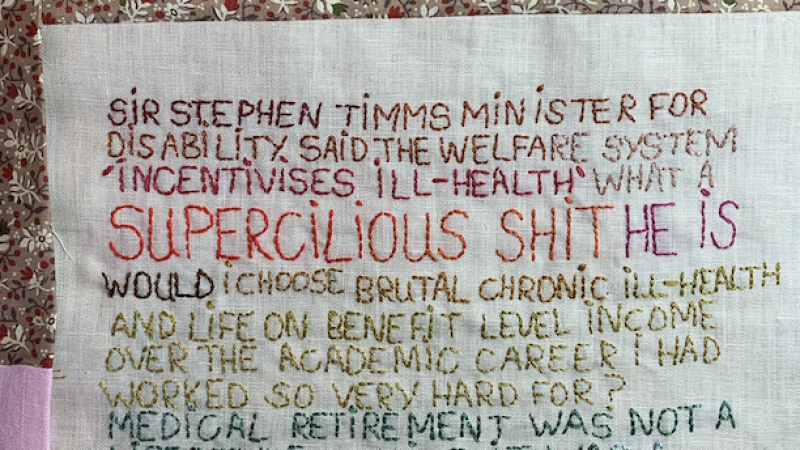 SIR STEPHEN TIMMS MINISTER FOR
DISABILITY. SAID THE WELFARE SYSTEM
'INCENTIVISES ILL-HEALTH' WHAT A
SUPERCILIOUS SHIT HE IS
WOULD I CHOOSE BRUTAL CHRONIC ILL-HEALTH
AND LIFE ON BENEFIT LEVEL INCOME
OVER THE ACADEMIC CAREER I HAD
WORKED SO VERY HARD FOR?
MEDICAL RETIREMENT WAS NOT A